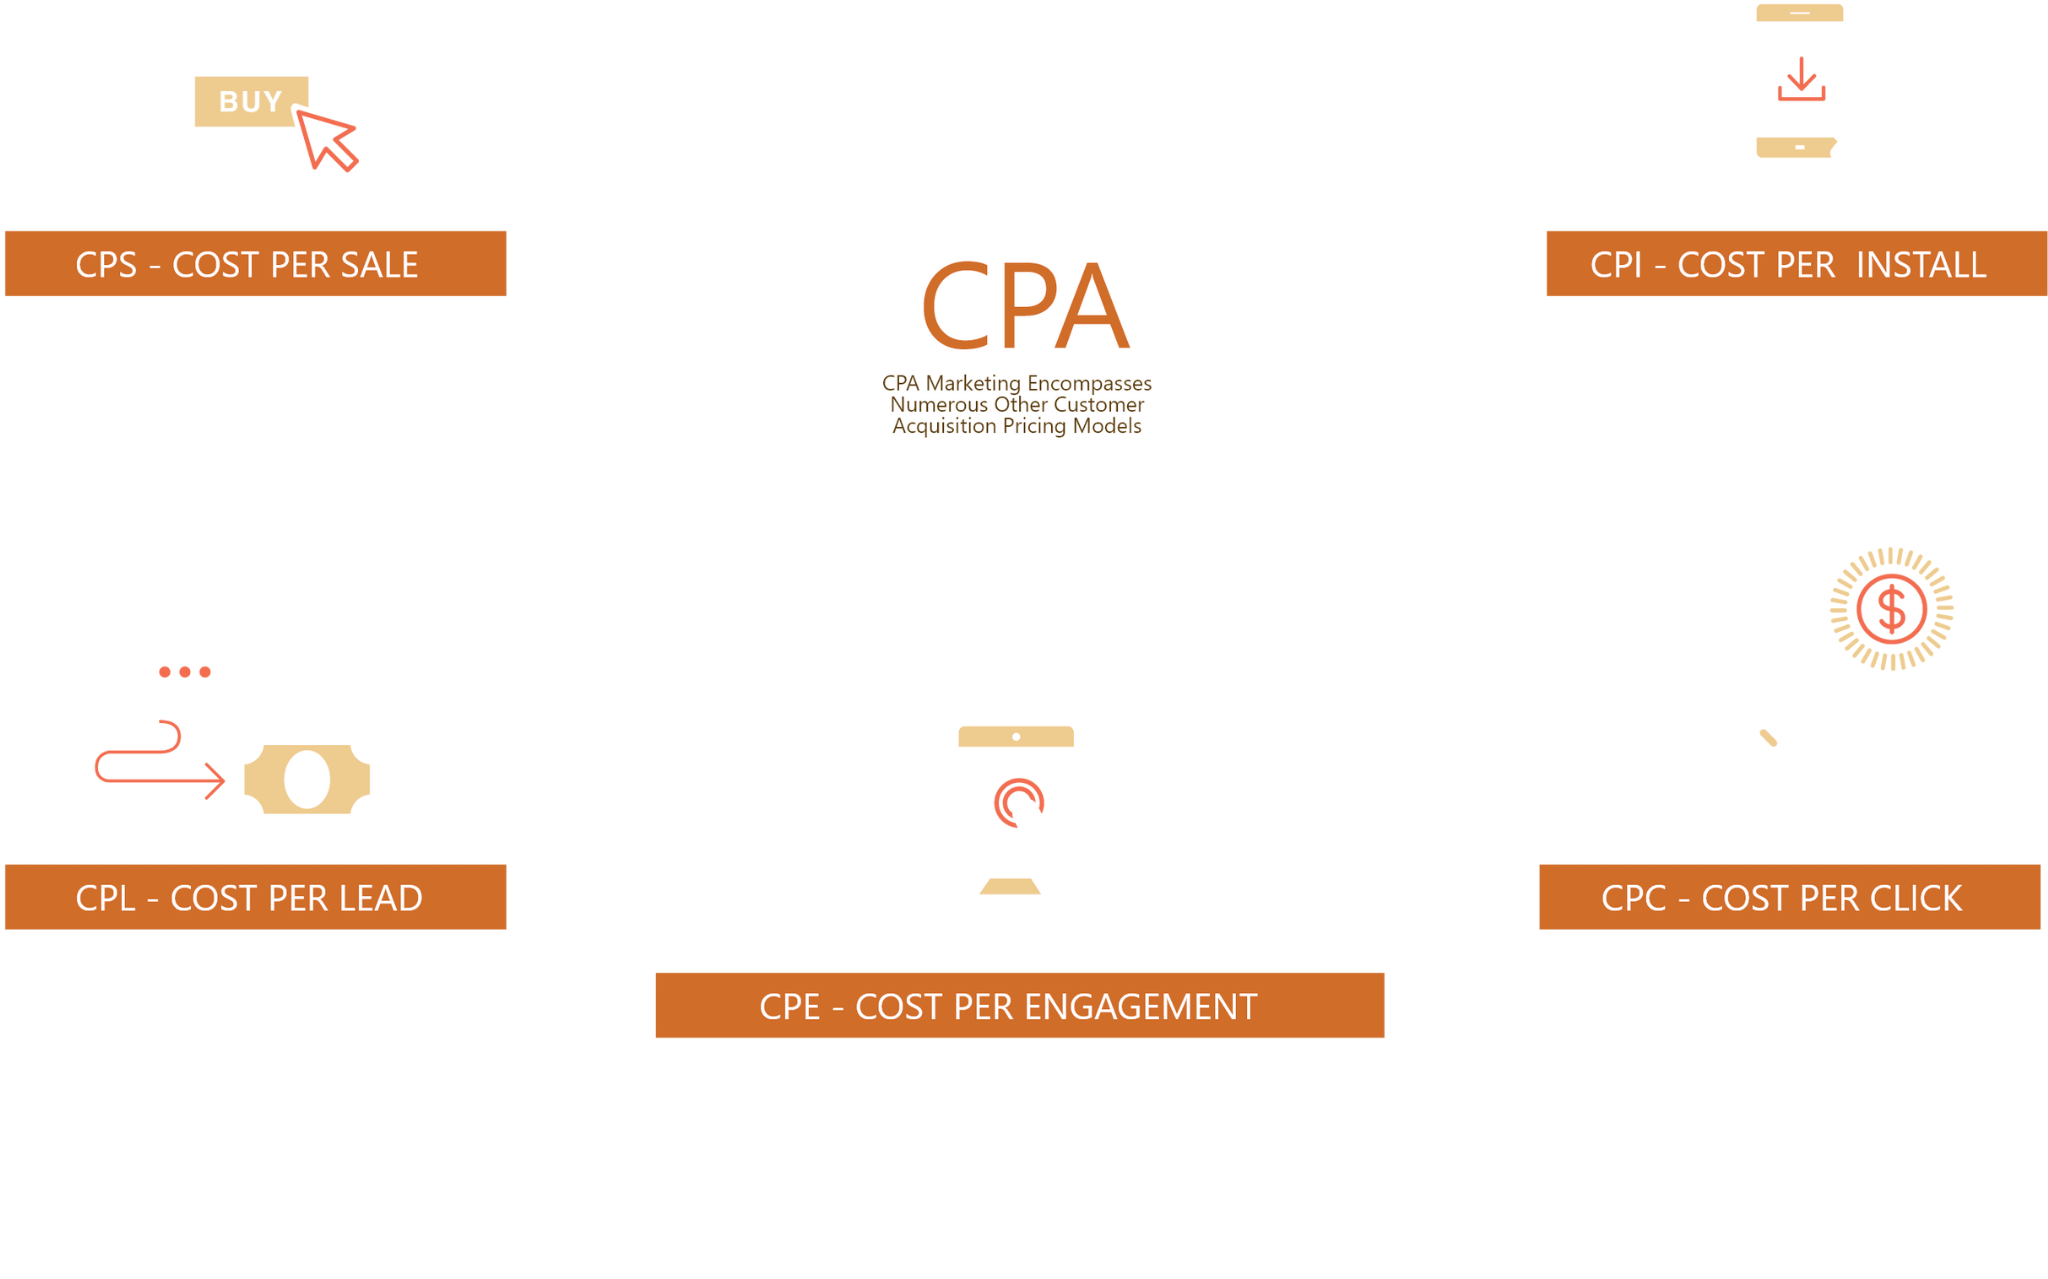 BUY
CPS - COST PER SALE
CPI - COST PER  INSTALL
CPA
CPA Marketing Encompasses
Numerous Other Customer
Acquisition Pricing Models
$
CPL - COST PER LEAD
CPC - COST PER CLICK
CPE - COST PER ENGAGEMENT